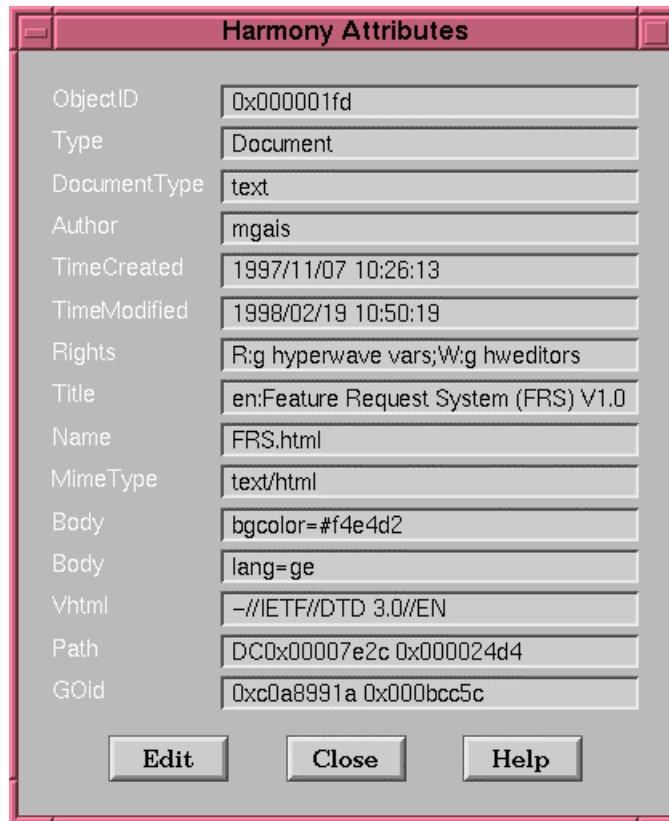 Harmony Attributes
ObjectID 0x000001fd
Type Document
DocumentType text
Author mgais
TimeCreated 1997/11/07 10:26:13
TimeModified 1998/02/19 10:50:19
Rights R:g hyperwave vars;W:g hweditors
Title en:Feature Request System (FRS) V1.0
Name FRS.html
MimeType text/html
Body bgcolor=#f4e4d2
Body lang=ge
Vhtml –//IETF//DTD 3.0//EN
Path DC0x00007e2c 0x000024d4
GOid 0xc0a8991a 0x000bcc5c
Edit Close Help